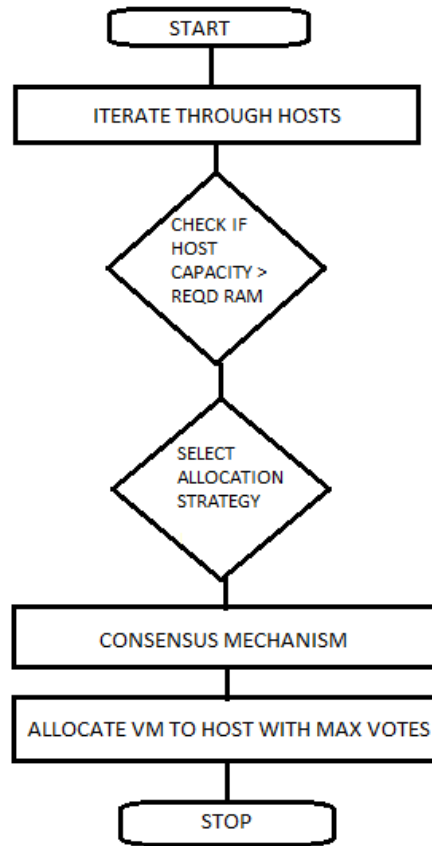 START
ITERATE THROUGH HOSTS
CHECK IF
HOST
CAPACITY >
REQD RAM
SELECT
ALLOCATION
STRATEGY
CONSENSUS MECHANISM
ALLOCATE VM TO HOST WITH MAX VOTES
STOP